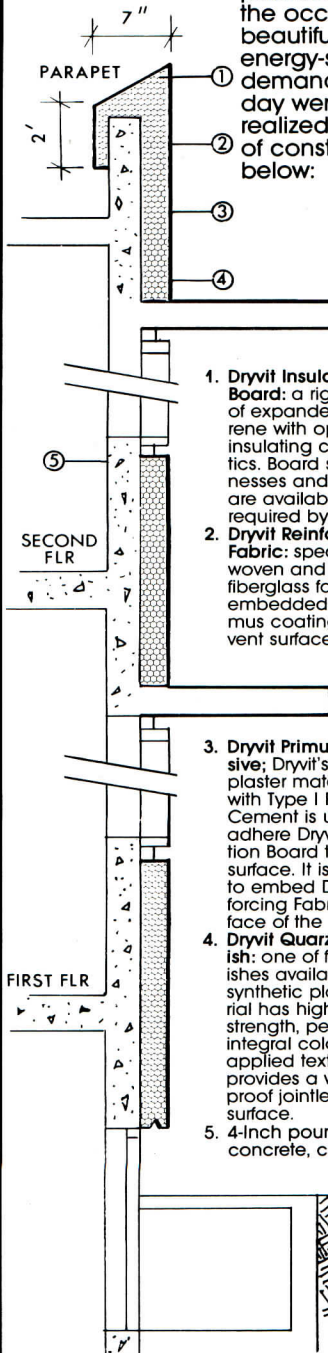 the occ
beautifu
energy-s
demand
day wer
realized
of const
below:
7"
PARAPET
2'
1
2
3
4
5
SECOND
FLR
FIRST FLR
1. Dryvit Insula
Board: a rig
of expande
rene with op
insulating c
tics. Board s
nesses and
are availab
required by
2. Dryvit Reinfo
Fabric: spec
woven and
fiberglass fa
embedded
mus coating
vent surface
3. Dryvit Primu
sive; Dryvit's
plaster mate
with Type I P
Cement is u
adhere Dryv
tion Board t
surface. It is
to embed D
forcing Fabr
face of the
4. Dryvit Quarz
ish: one of f
ishes availa
synthetic pla
rial has high
strength, pe
integral colo
applied text
provides a w
proof jointle
surface.
5. 4-Inch pour
concrete, c